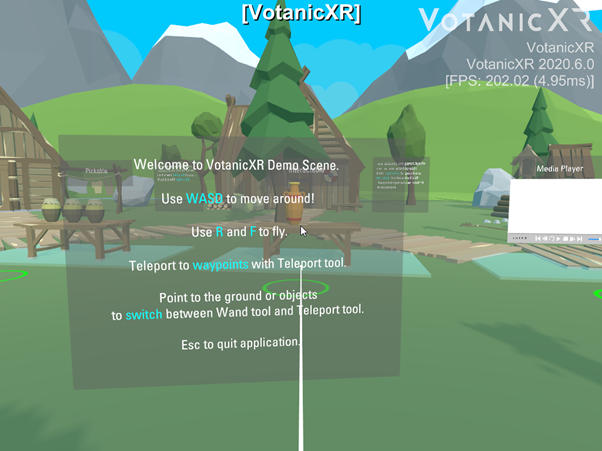 [VotanicXR]
VOTANICXR
VotanicXR
VotanicXR 2020.6.0
[FPS: 202.02 (4.95ms)]
Pickable
Media Player
Welcome to VotanicXR Demo Scene.
Use WASD to move around!
Use R and F to fly.
Teleport to waypoints with Teleport tool.
Point to the ground or objects
to switch between Wand tool and Teleport tool.
Esc to quit application.